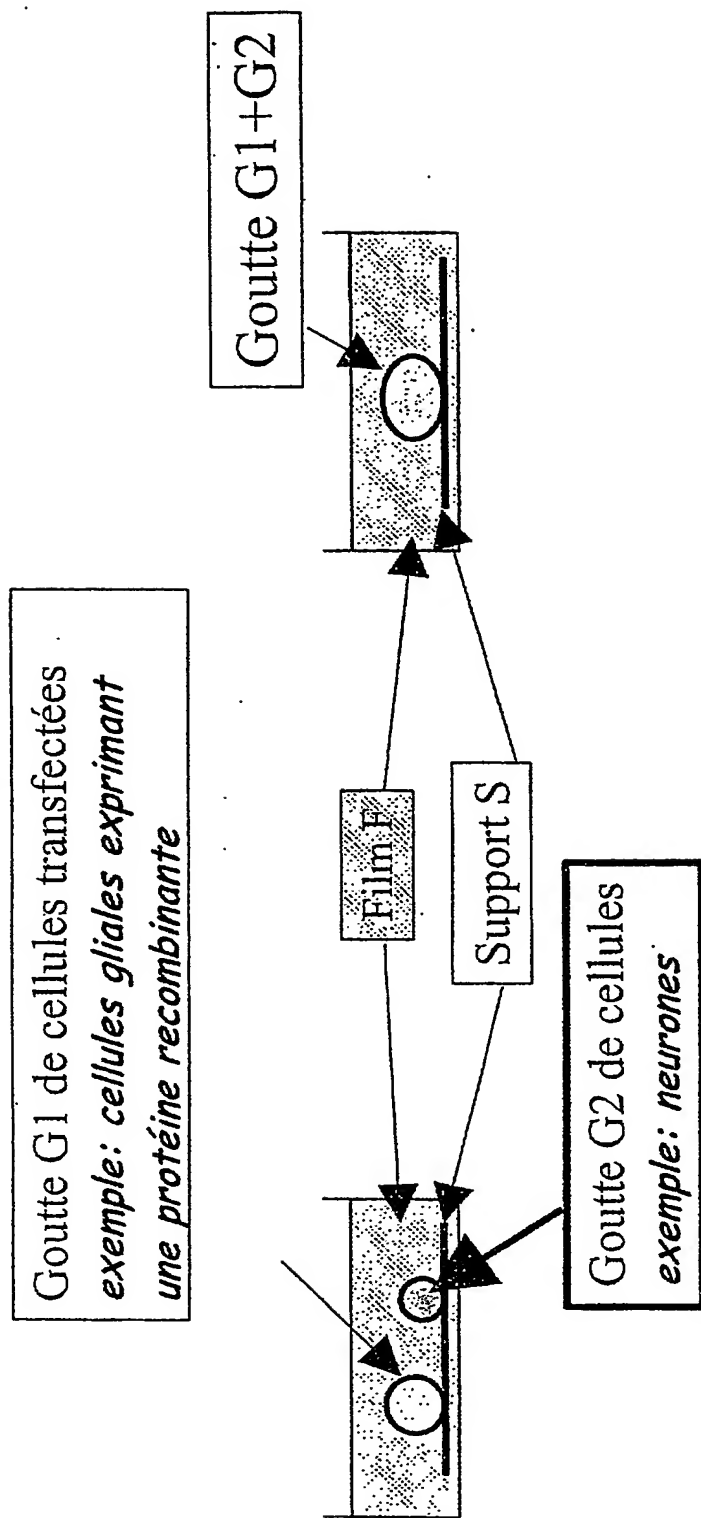 Goutte G1 de cellules transfectées
exemple: cellules gliales exprimant
une protéine recombinante
Goutte G1+G2
Film F
Support S
Goutte G2 de cellules
exemple: neurones